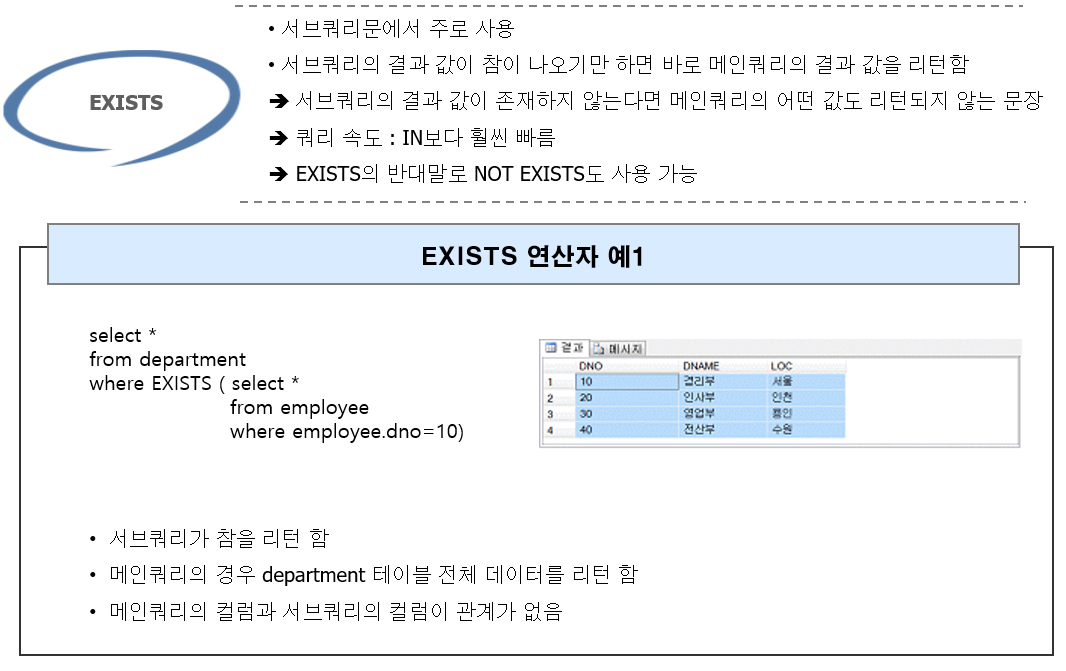 • 서브쿼리문에서 주로 사용
• 서브쿼리의 결과 값이 참이 나오기만 하면 바로 메인쿼리의 결과 값을 리턴함
EXISTS
➔ 서브쿼리의 결과 값이 존재하지 않는다면 메인쿼리의 어떤 값도 리턴되지 않는 문장
➔ 쿼리 속도 : IN보다 훨씬 빠름
➔ EXISTS의 반대말로 NOT EXISTS도 사용 가능
EXISTS 연산자 예1
select *
from department
where EXISTS ( select *
from employee
where employee.dno=10)
결과 메시지
DNO DNAME LOC
1 10 경리부 서울
2 20 인사부 인천
3 30 영업부 용인
4 40 전산부 수원
• 서브쿼리가 참을 리턴 함
• 메인쿼리의 경우 department 테이블 전체 데이터를 리턴 함
• 메인쿼리의 컬럼과 서브쿼리의 컬럼이 관계가 없음